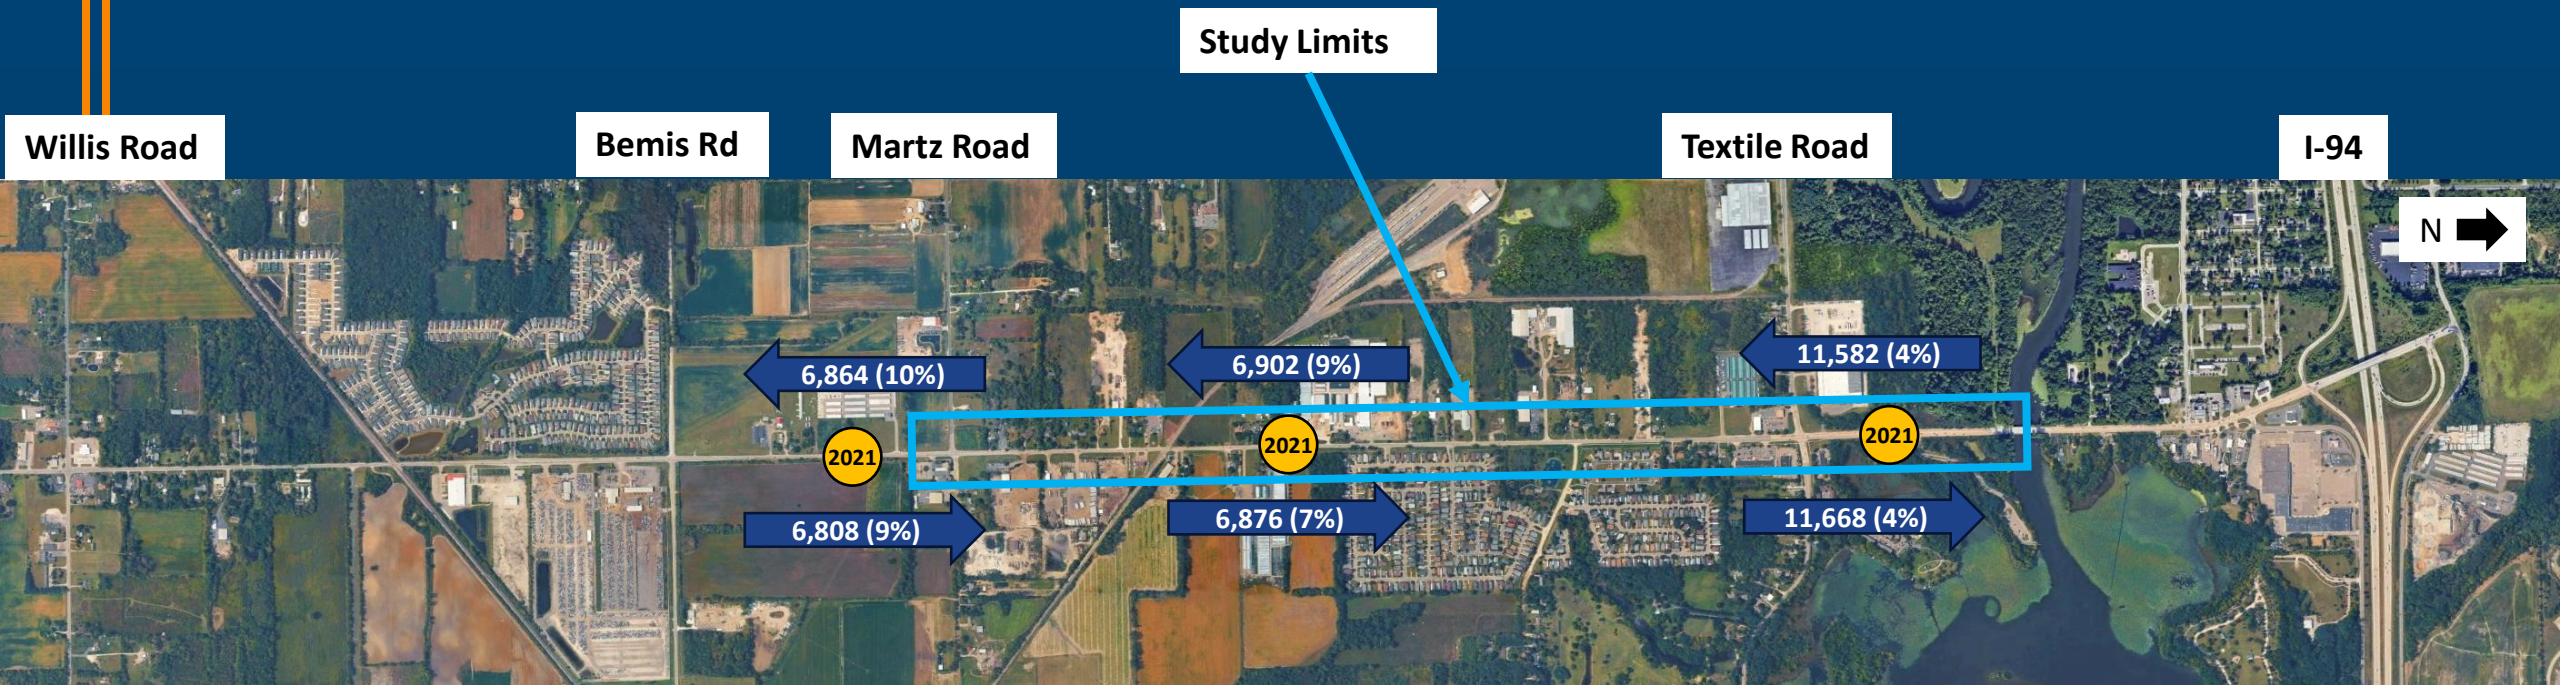 Study Limits
Willis Road
Bemis Rd
Martz Road
Textile Road
I-94
N
6,864 (10%)
6,902 (9%)
11,582 (4%)
2021
2021
2021
6,808 (9%)
6,876 (7%)
11,668 (4%)